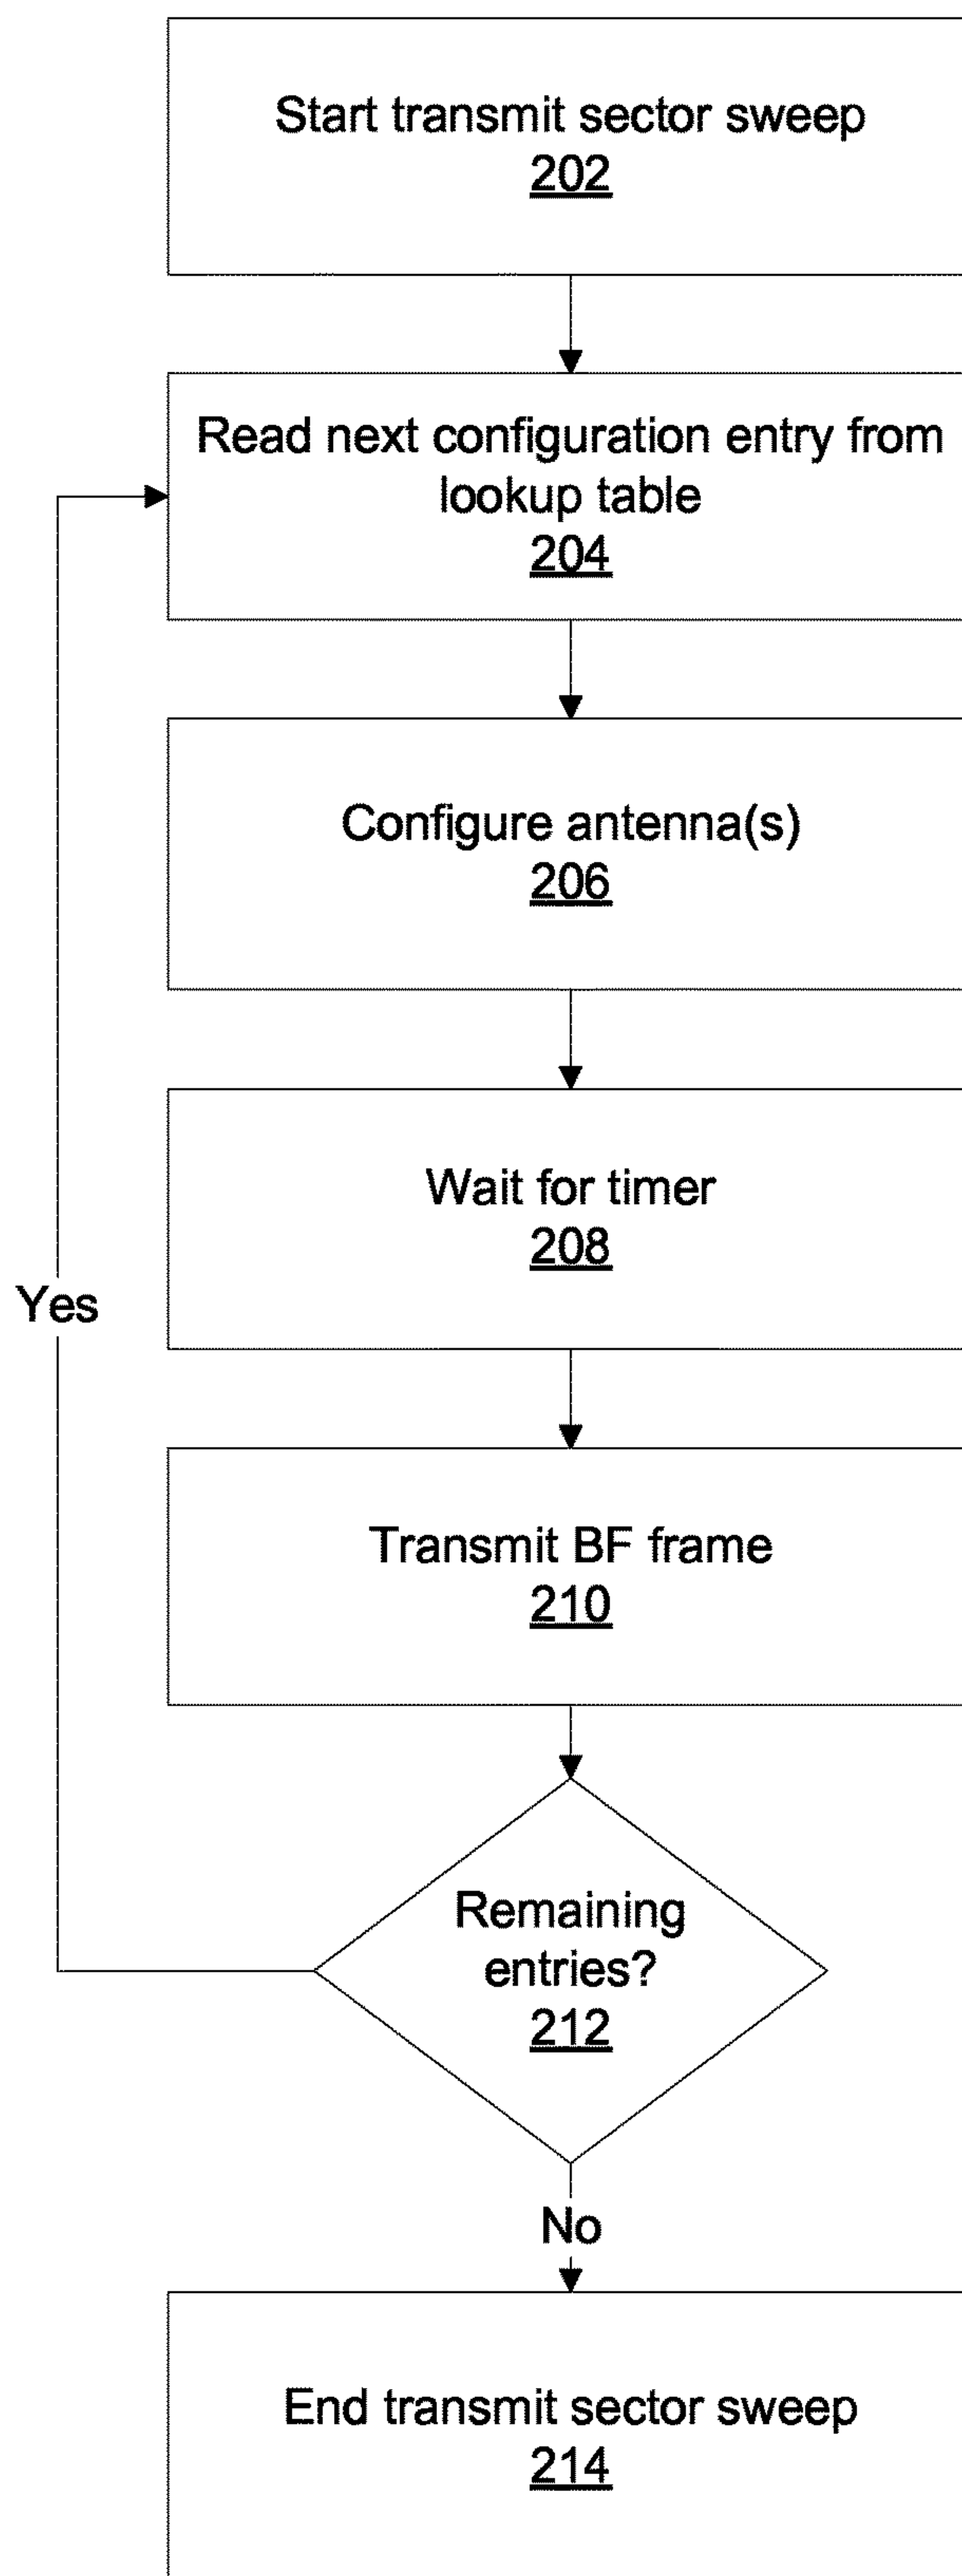 Start transmit sector sweep
202
Read next configuration entry from
lookup table
204
Configure antenna(s)
206
Wait for timer
208
Yes
Transmit BF frame
210
Remaining
entries?
212
No
End transmit sector sweep
214